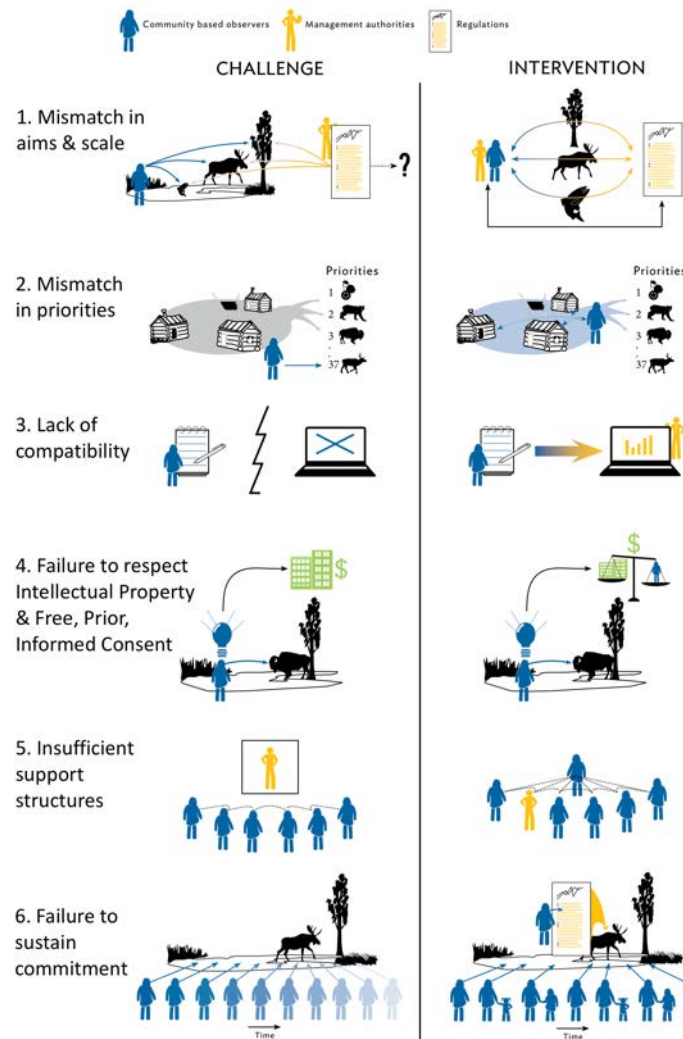 Community based observers
Management authorities
Regulations
CHALLENGE
INTERVENTION
1. Mismatch in
aims & scale
?
2. Mismatch
in priorities
Priorities
1
2
3
.
.
37
Priorities
1
2
3
.
.
37
3. Lack of
compatibility
4. Failure to respect
Intellectual Property
& Free, Prior,
Informed Consent
$
$
5. Insufficient
support
structures
6. Failure to
sustain
commitment
Time
Time